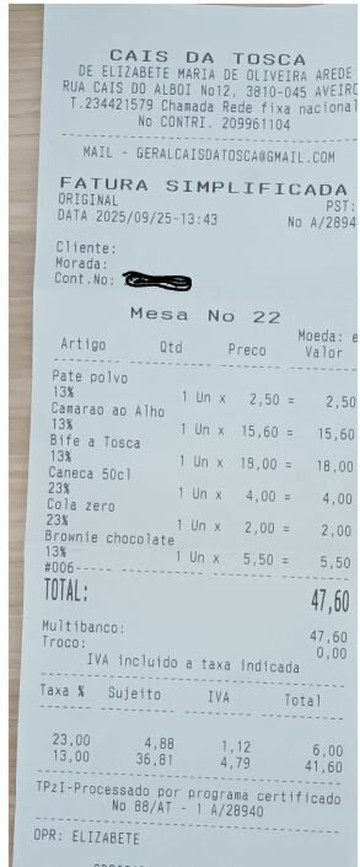 CAIS DA TOSCA
DE ELIZABETE MARIA DE OLIVEIRA AREDE
RUA CAIS DO ALBOI No12, 3810-045 AVEIRO
T.234421579 Chamada Rede fixa nacional
No CONTRI. 209961104
MAIL - GERALCAISDATOSCA@GMAIL.COM
FATURA SIMPLIFICADA
ORIGINAL PST:
DATA 2025/09/25-13:43 No A/2894
Cliente:
Morada:
Cont.No:
Mesa No 22
Moeda: e
Artigo Qtd Preco Valor
Pate polvo
13% 1 Un x 2,50 = 2,50
Camarao ao Alho
13% 1 Un x 15,60 = 15,60
Bife a Tosca
13% 1 Un x 18,00 = 18,00
Caneca 50cl
23% 1 Un x 4,00 = 4,00
Cola zero
23% 1 Un x 2,00 = 2,00
Brownie chocolate
13% 1 Un x 5,50 = 5,50
#006-----
TOTAL: 47,60
Multibanco: 47,60
Troco: 0,00
IVA incluido a taxa indicada
Taxa % Sujeito IVA Total
23,00 4,88 1,12 6,00
13,00 36,81 4,79 41,60
TPzI-Processado por programa certificado
No 88/AT - 1 A/28940
OPR: ELIZABETE